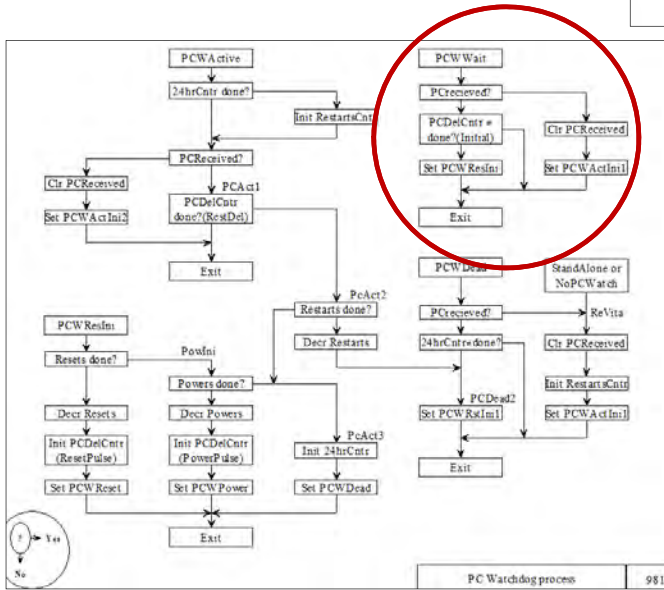 PCWActive
24hrCntr done?
Init RestartsCntr
PCReceived?
Clr PCReceived
Set PCWActIni2
PCAct1
PCDelCntr
done?(RestDel)
Exit
PCWWait
PCrecieved?
PCDelCntr =
done?(Initial)
Set PCWResIni
Clr PCReceived
Set PCWActIni1
Exit
PcAct2
Restarts done?
Decr Restarts
PCWDead
PCrecieved?
24hrCntr=done?
PCDead2
Set PCWRstIni1
Exit
StandAlone or
NoPCWatch
ReVita
Clr PCReceived
Init RestartsCntr
Set PCWActIni1
PCWResIni
Resets done?
Decr Resets
Init PCDelCntr
(ResetPulse)
Set PCWReset
PowIni
Powers done?
Decr Powers
Init PCDelCntr
(PowerPulse)
Set PCWPower
PcAct3
Init 24hrCntr
Set PCWDead
Exit
? Yes
No
PC Watchdog process
981